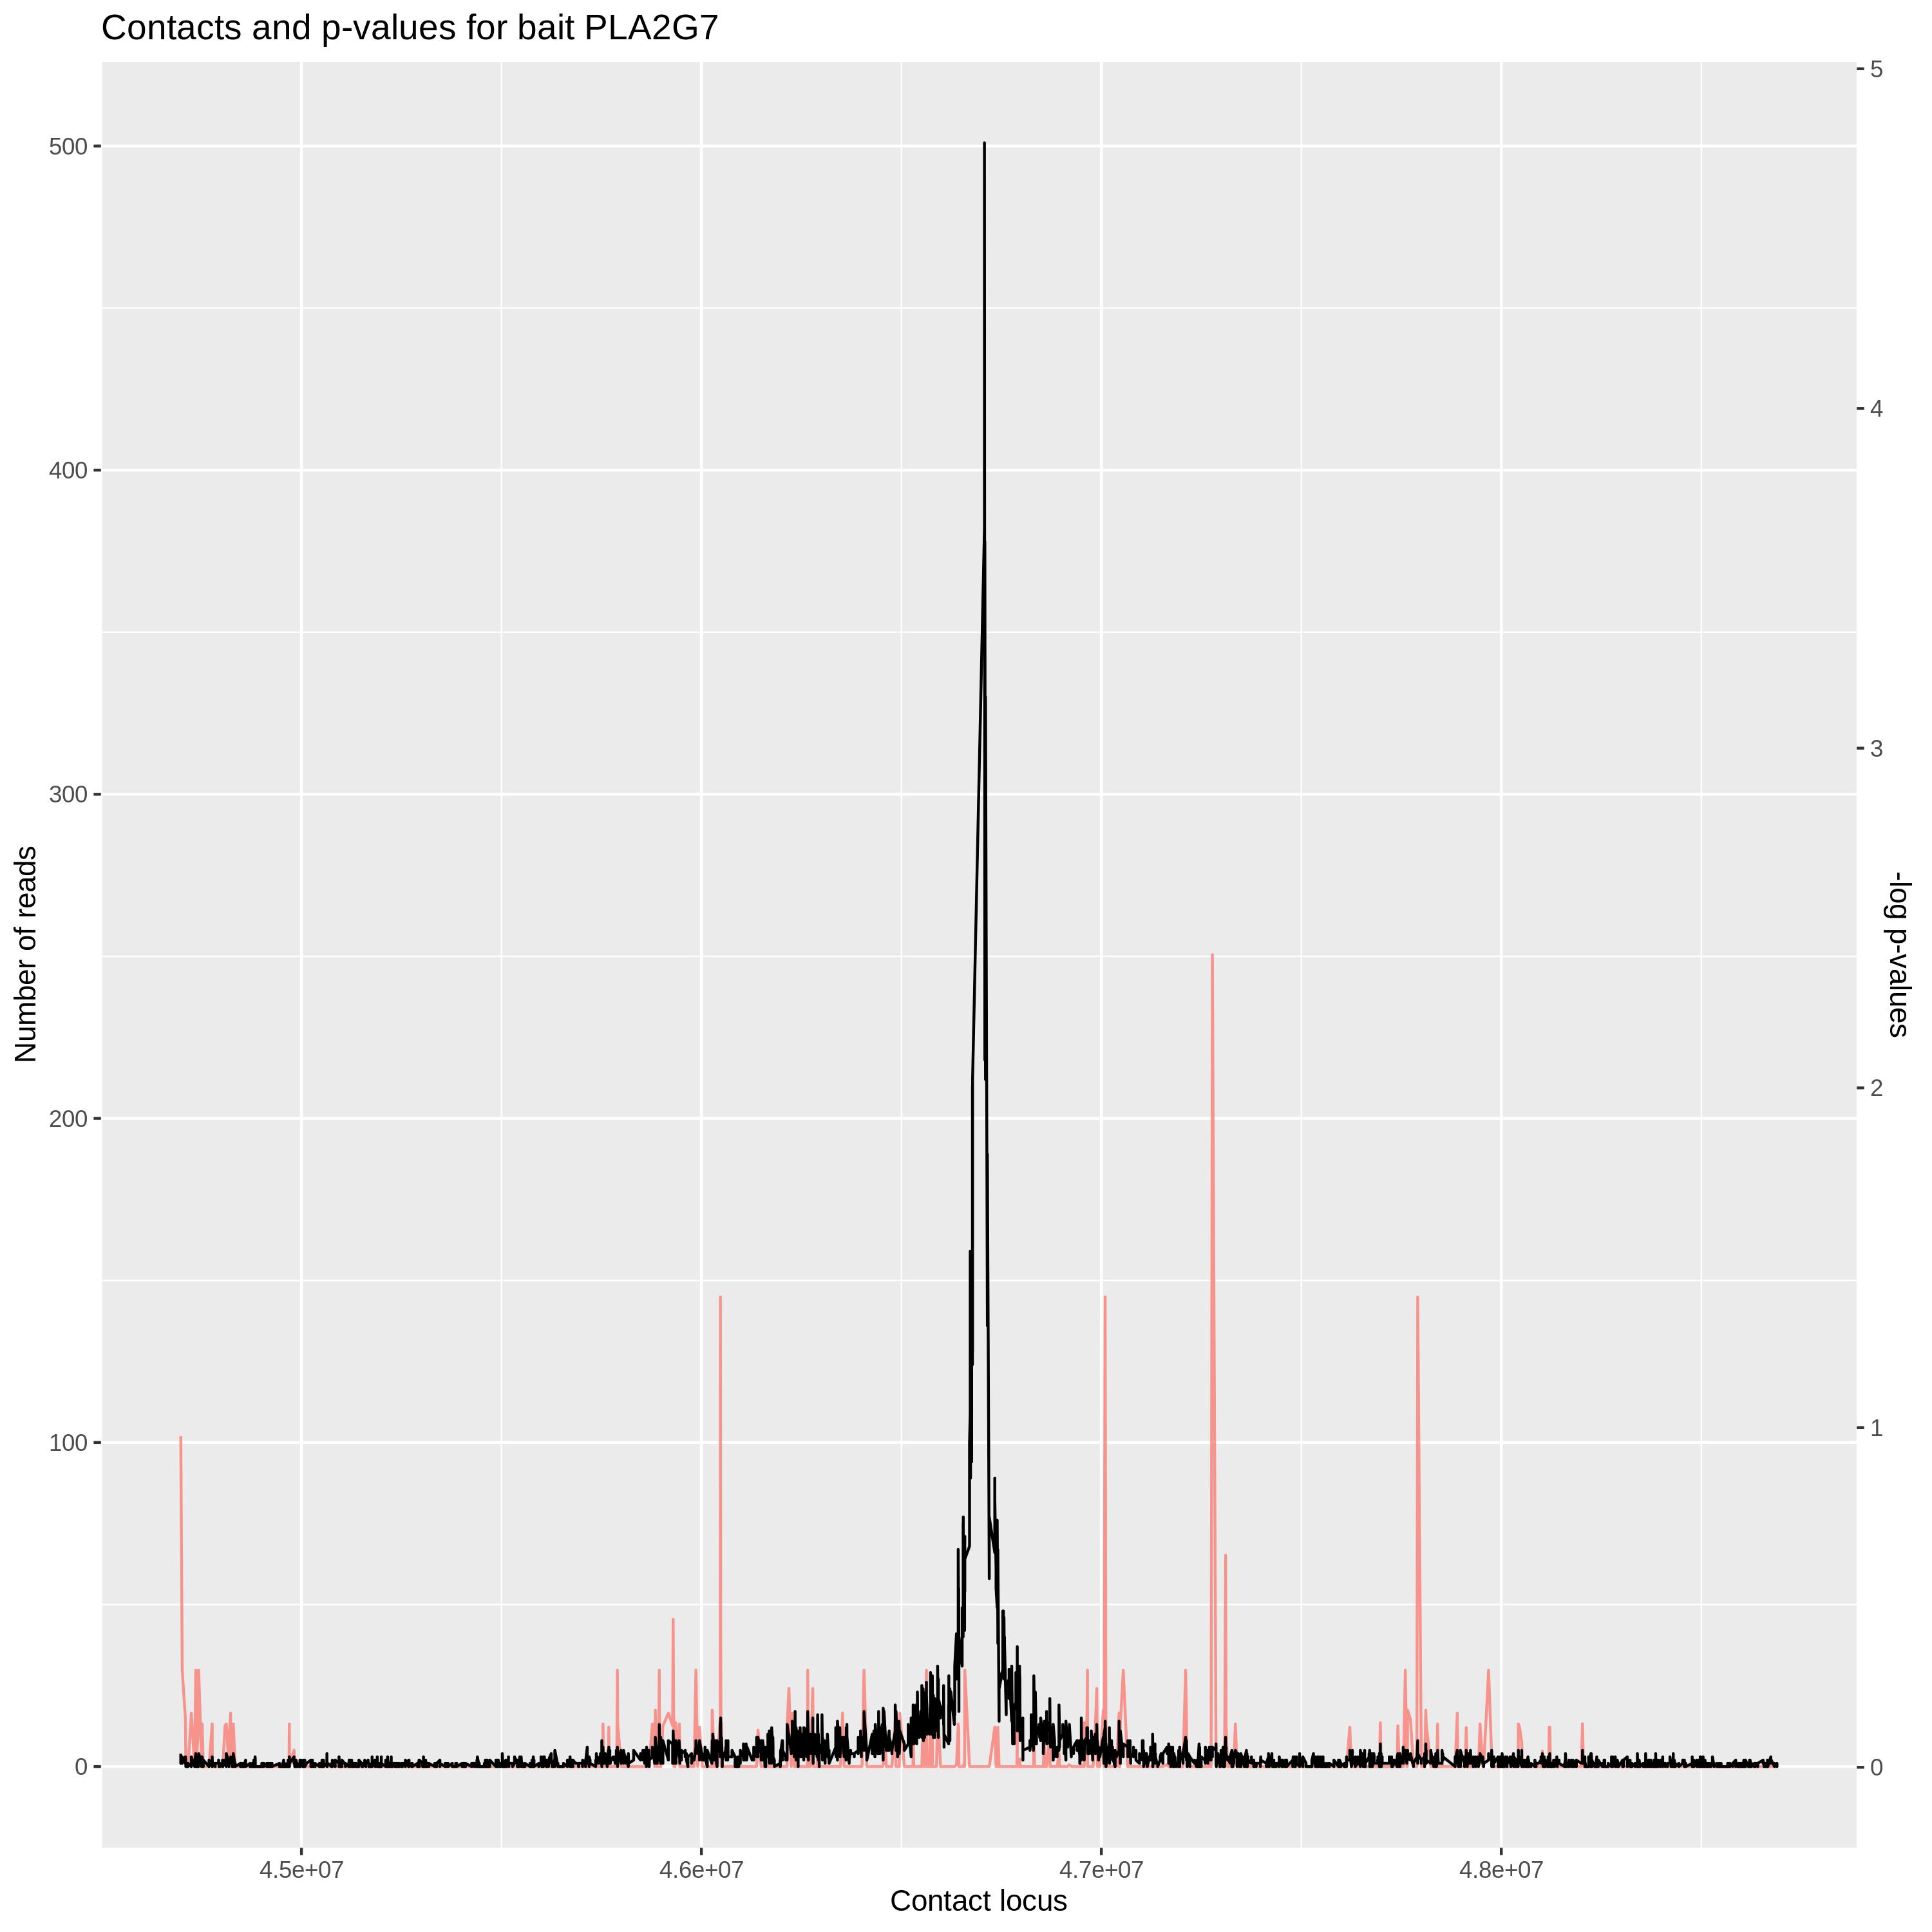 Contacts and p-values for bait PLA2G7
Number of reads
500
400
300
200
100
0
5
4
3
2
1
0
-log p-values
4.5e+07
4.6e+07
4.7e+07
4.8e+07
Contact locus